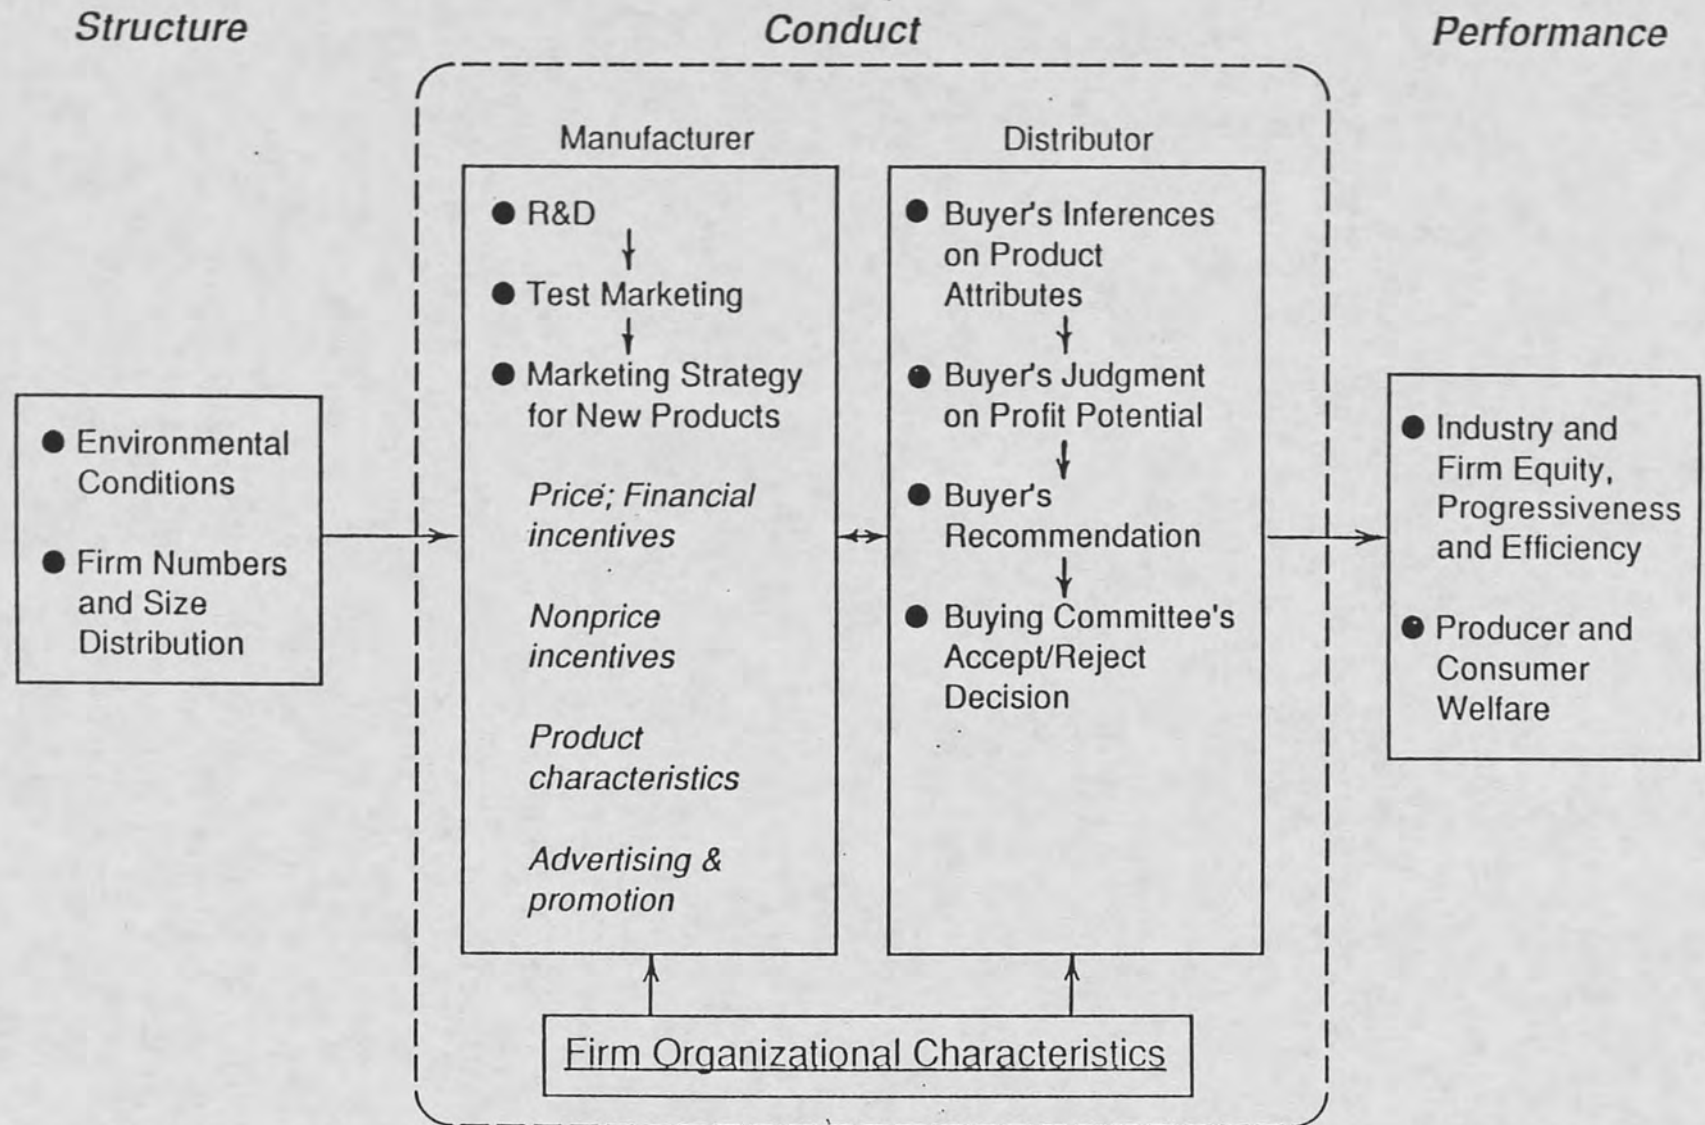 Structure
Conduct
Performance
Manufacturer
Distributor
● Environmental
Conditions
● Firm Numbers
and Size
Distribution
● R&D
● Test Marketing
● Marketing Strategy
for New Products
Price; Financial
incentives
Nonprice
incentives
Product
characteristics
Advertising &
promotion
● Buyer's Inferences
on Product
Attributes
● Buyer's Judgment
on Profit Potential
● Buyer's
Recommendation
● Buying Committee's
Accept/Reject
Decision
Firm Organizational Characteristics
● Industry and
Firm Equity,
Progressiveness
and Efficiency
● Producer and
Consumer
Welfare